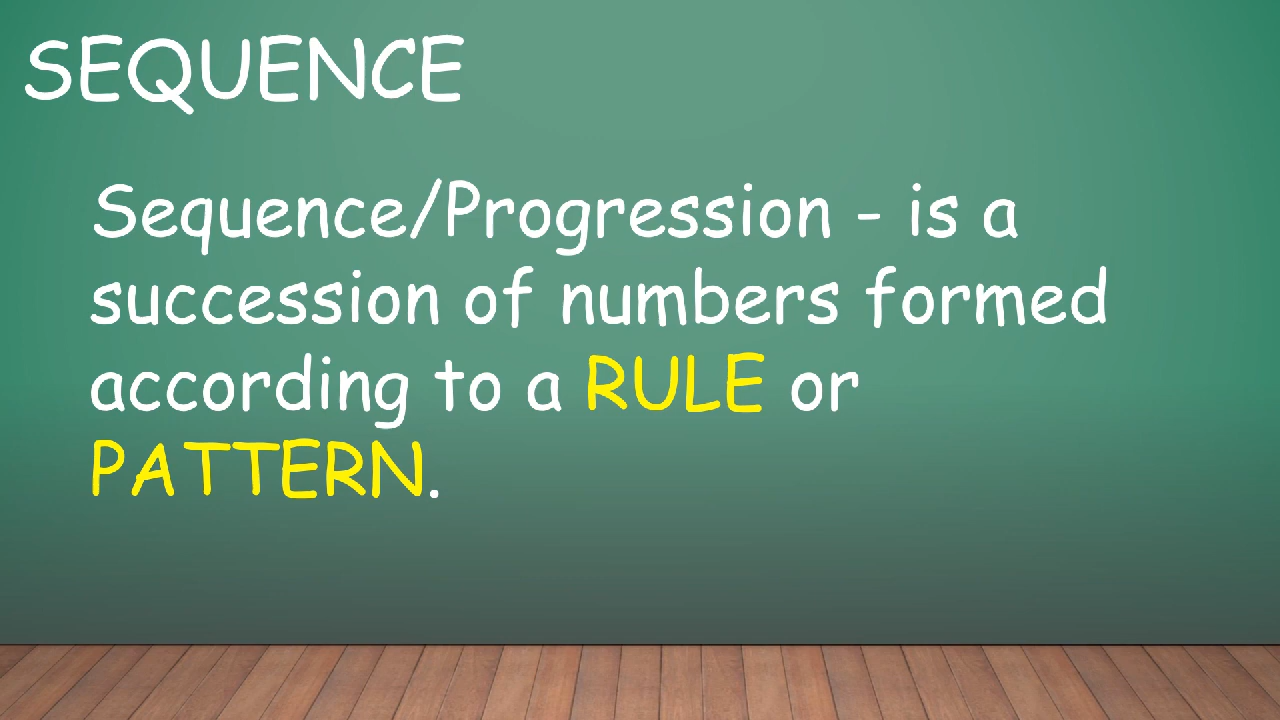 SEQUENCE
Sequence/Progression - is a
succession of numbers formed
according to a RULE or
PATTERN.